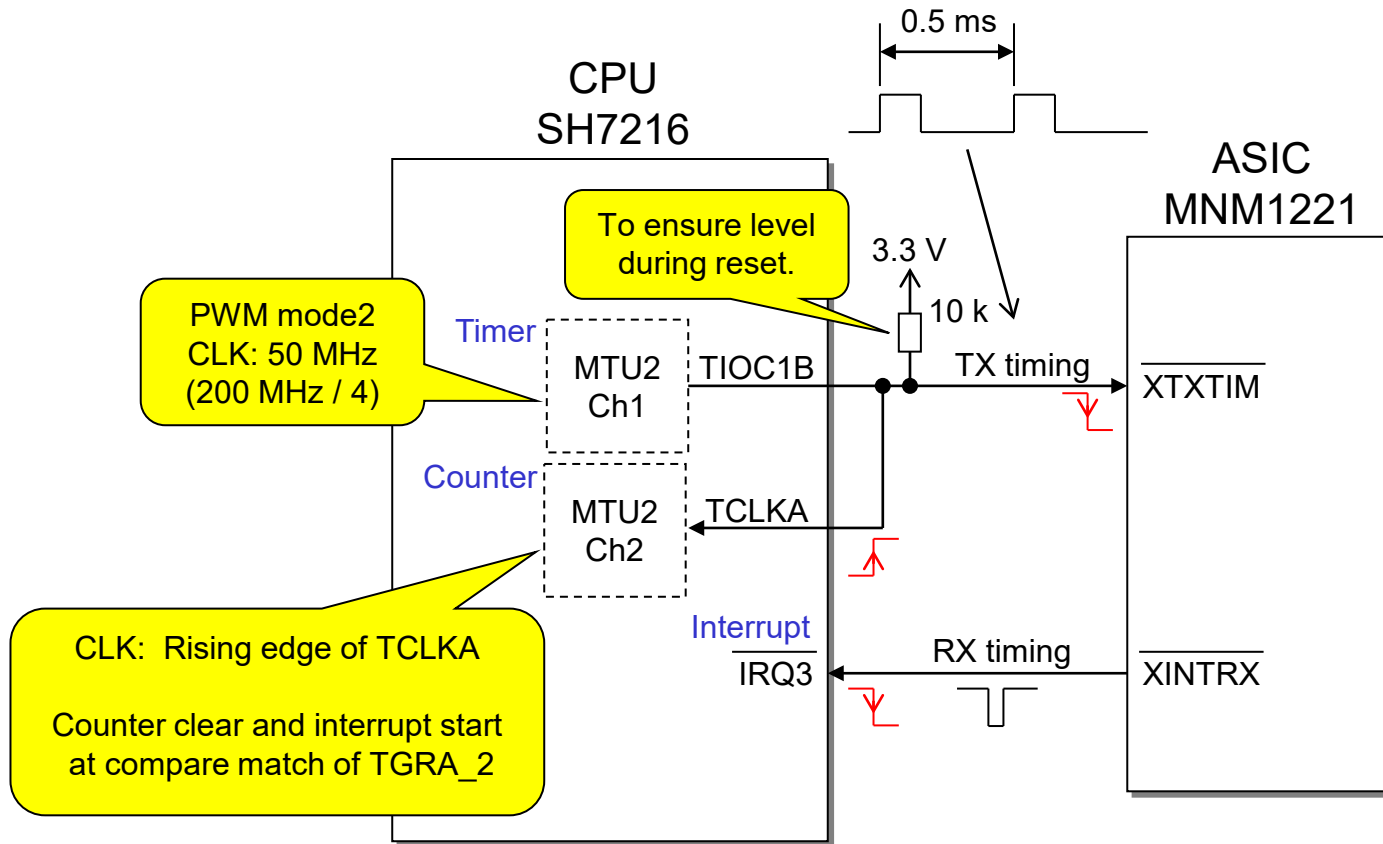 0.5 ms
CPU
SH7216
ASIC
MNM1221
To ensure level
during reset.
3.3 V
10 k
PWM mode2
CLK: 50 MHz
(200 MHz / 4)
Timer
MTU2
Ch1
TIOC1B
TX timing
XTXTIM
Counter
MTU2
Ch2
TCLKA
CLK:  Rising edge of TCLKA
Counter clear and interrupt start
at compare match of TGRA_2
Interrupt
IRQ3
RX timing
XINTRX